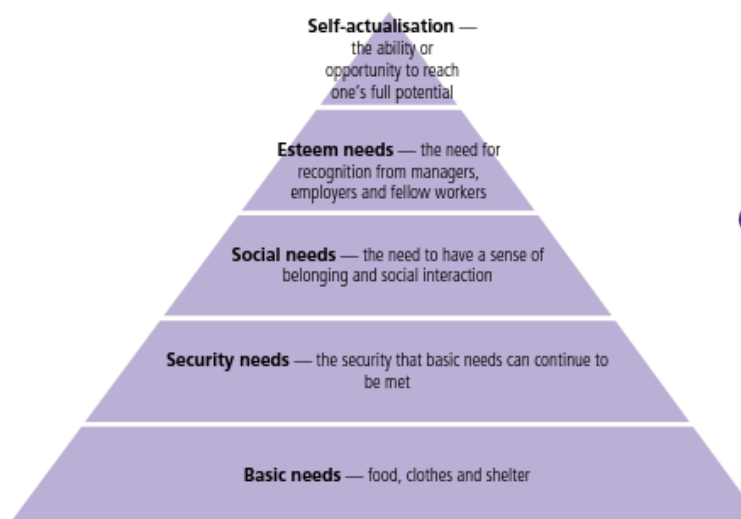 Self-actualisation —
the ability or
opportunity to reach
one's full potential
Esteem needs — the need for
recognition from managers,
employers and fellow workers
Social needs — the need to have a sense of
belonging and social interaction
Security needs — the security that basic needs can continue to
be met
Basic needs — food, clothes and shelter